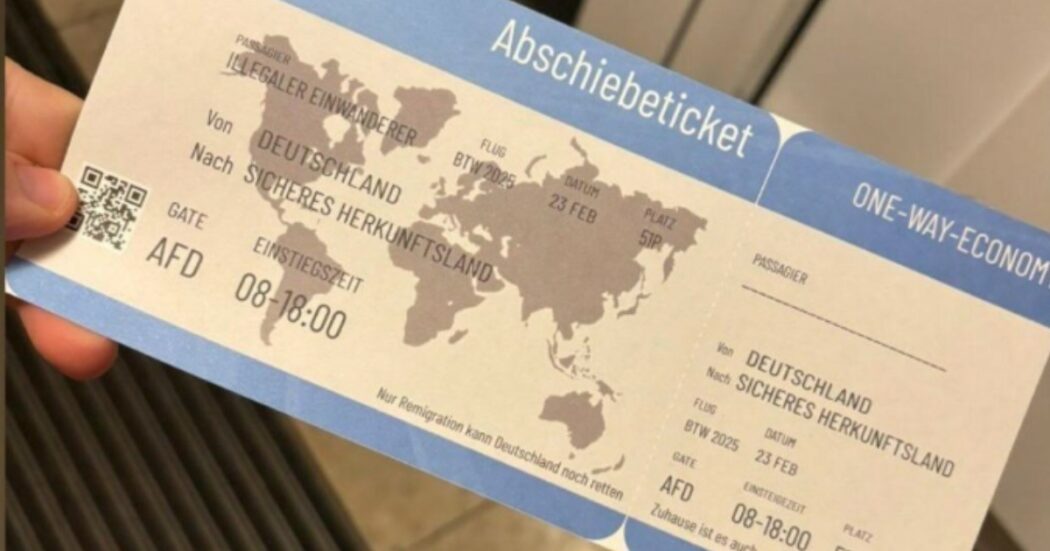 Abschiebeticket
PASSAGIER
ILLEGALER EINWANDERER
Von DEUTSCHLAND
Nach SICHERES HERKUNFTSLAND
FLUG
BTW 2025
DATUM
23 FEB
PLATZ
51P
GATE
AFD
EINSTIEGSZEIT
08-18:00
Nur Remigration kann Deutschland noch retten
ONE-WAY-ECONOM
PASSAGIER
Von DEUTSCHLAND
Nach SICHERES HERKUNFTSLAND
FLUG
BTW 2025
DATUM
23 FEB
GATE
AFD
EINSTEIGEZEIT
08-18:00
PLATZ
Zuhause ist es auch